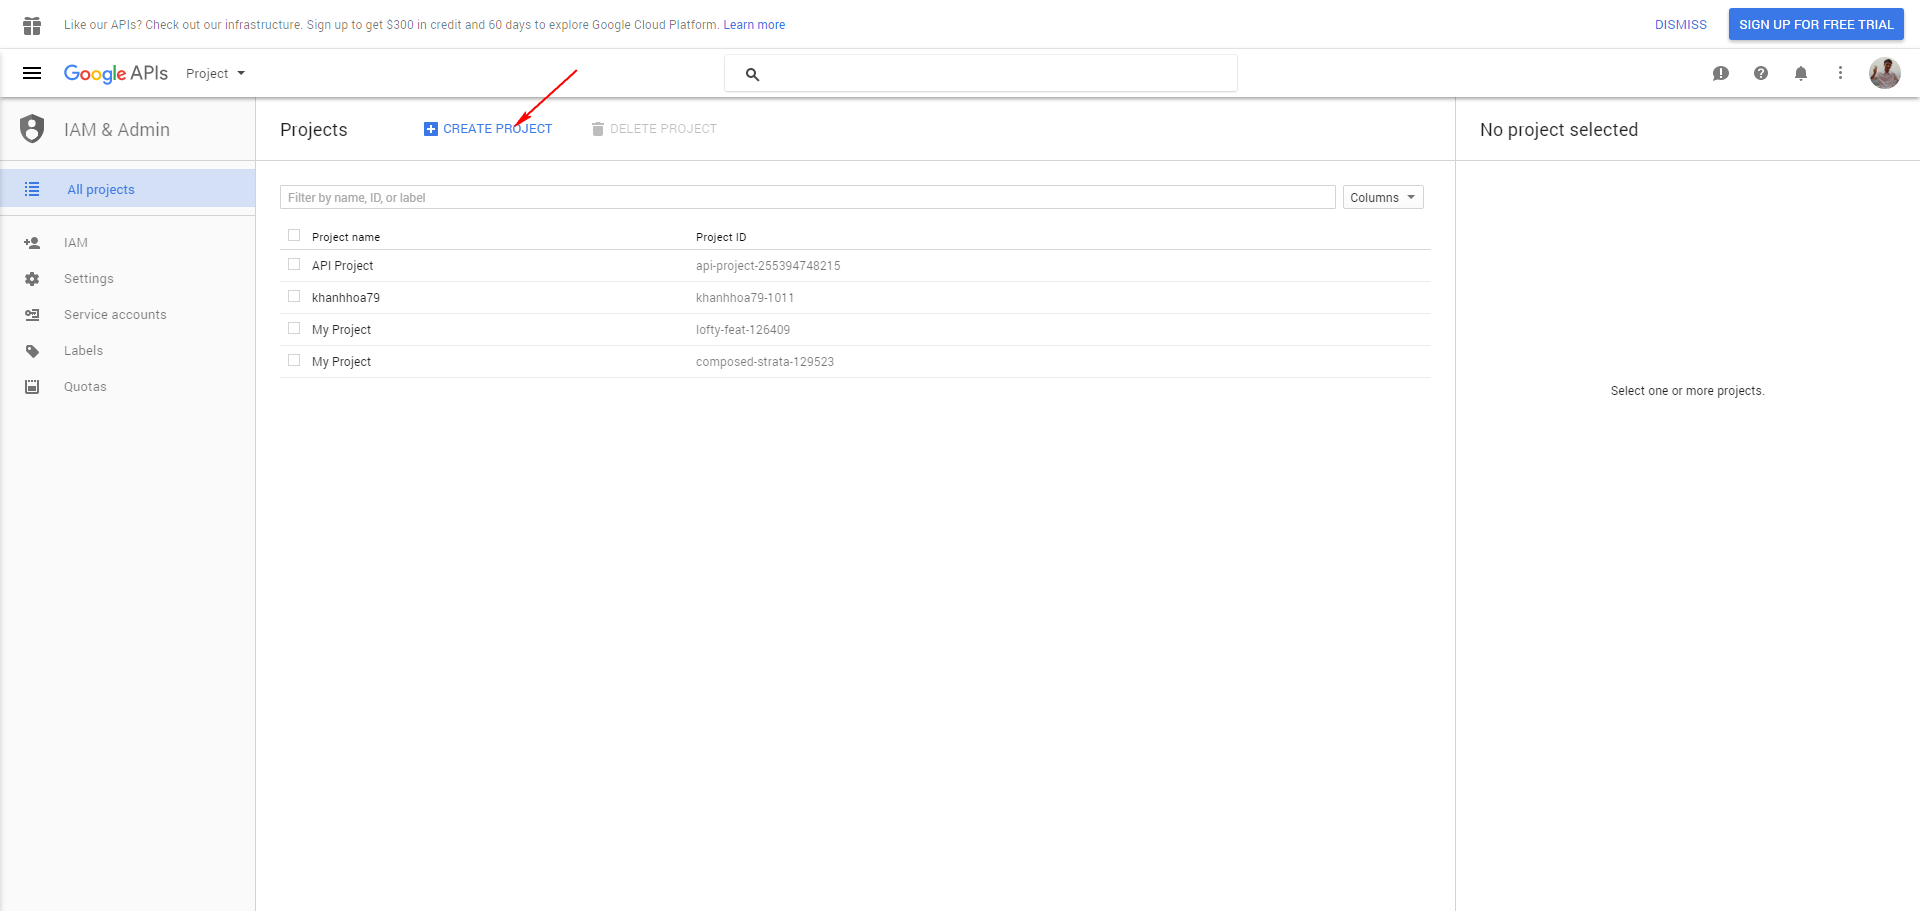 Like our APIs? Check out our infrastructure. Sign up to get $300 in credit and 60 days to explore Google Cloud Platform. Learn more
DISMISS
SIGN UP FOR FREE TRIAL
Google APIs
Project
IAM & Admin
Projects
CREATE PROJECT
DELETE PROJECT
No project selected
All projects
IAM
Settings
Service accounts
Labels
Quotas
Filter by name, ID, or label
Columns
Project name Project ID
API Project api-project-255394748215
khanhhoa79 khanhhoa79-1011
My Project lofty-feat-126409
My Project composed-strata-129523
Select one or more projects.